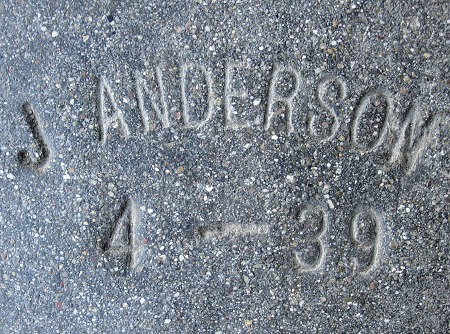 J ANDERSON
4 — 39